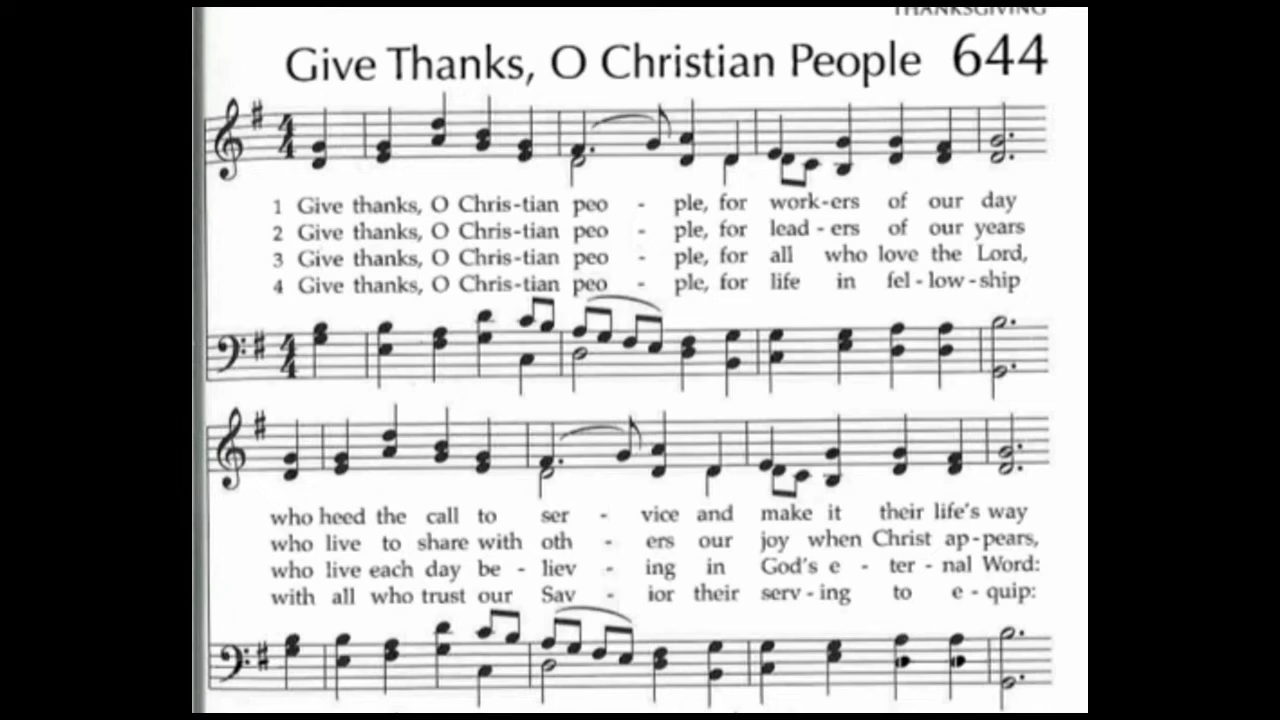 THANKSGIVING
Give Thanks, O Christian People 644
1 Give thanks, O Chris-tian peo - ple, for work-ers of our day
2 Give thanks, O Chris-tian peo - ple, for lead - ers of our years
3 Give thanks, O Chris-tian peo - ple, for all who love the Lord,
4 Give thanks, O Chris-tian peo - ple, for life in fel - low - ship
who heed the call to ser - vice and make it their life's way
who live to share with oth - ers our joy when Christ ap - pears,
who live each day be - liev - ing in God's e - ter - nal Word:
with all who trust our Sav - ior their serv - ing to e - quip: